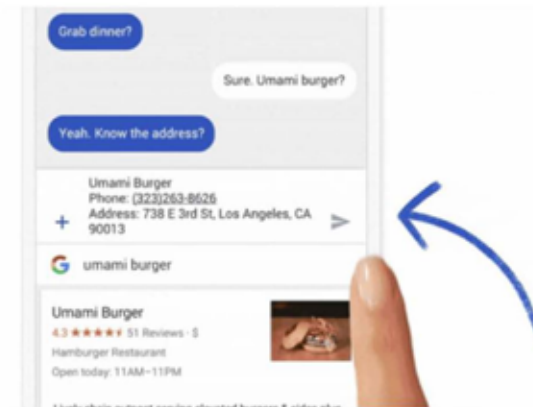 Grab dinner?
Sure. Umami burger?
Yeah. Know the address?
Umami Burger
Phone: (323)263-8626
Address: 738 E 3rd St, Los Angeles, CA
90013
umami burger
Umami Burger
4.3 ★★★★★ 51 Reviews · $
Hamburger Restaurant
Open today: 11AM–11PM